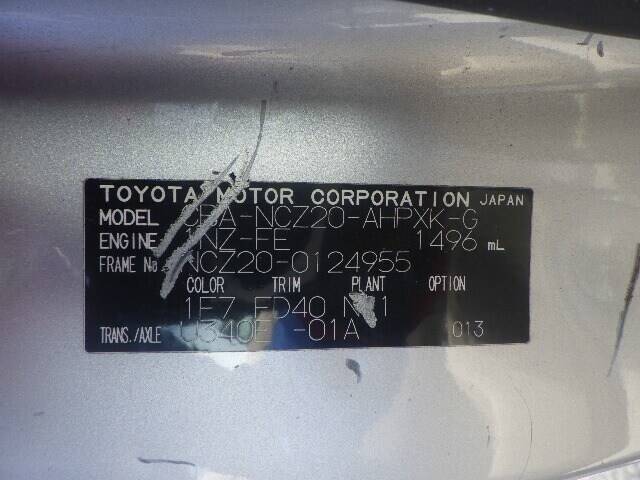 TOYOTA MOTOR CORPORATION JAPAN
MODEL CBA-NCZ20-AHPXK-G
ENGINE 1NZ-FE 1496 mL
FRAME No. NCZ20-0124955
COLOR TRIM PLANT OPTION
1E7 FD40 1
TRANS./AXLE U340E -01A 013